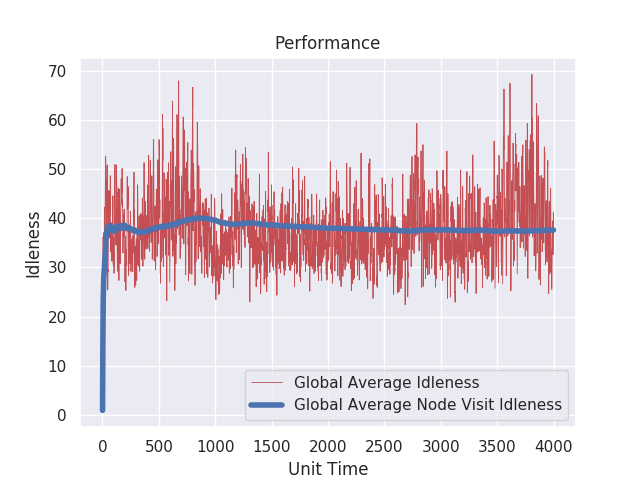 Performance
70
60
50
40
30
20
10
0
Idleness
Global Average Idleness
Global Average Node Visit Idleness
0 500 1000 1500 2000 2500 3000 3500 4000
Unit Time